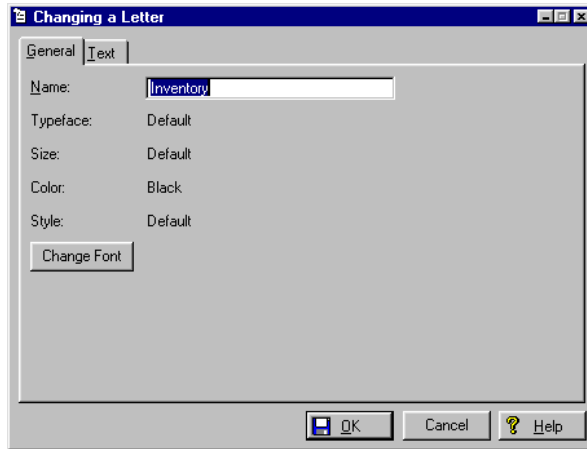 Changing a Letter
General Text
Name: Inventory
Typeface: Default
Size: Default
Color: Black
Style: Default
Change Font
OK Cancel Help